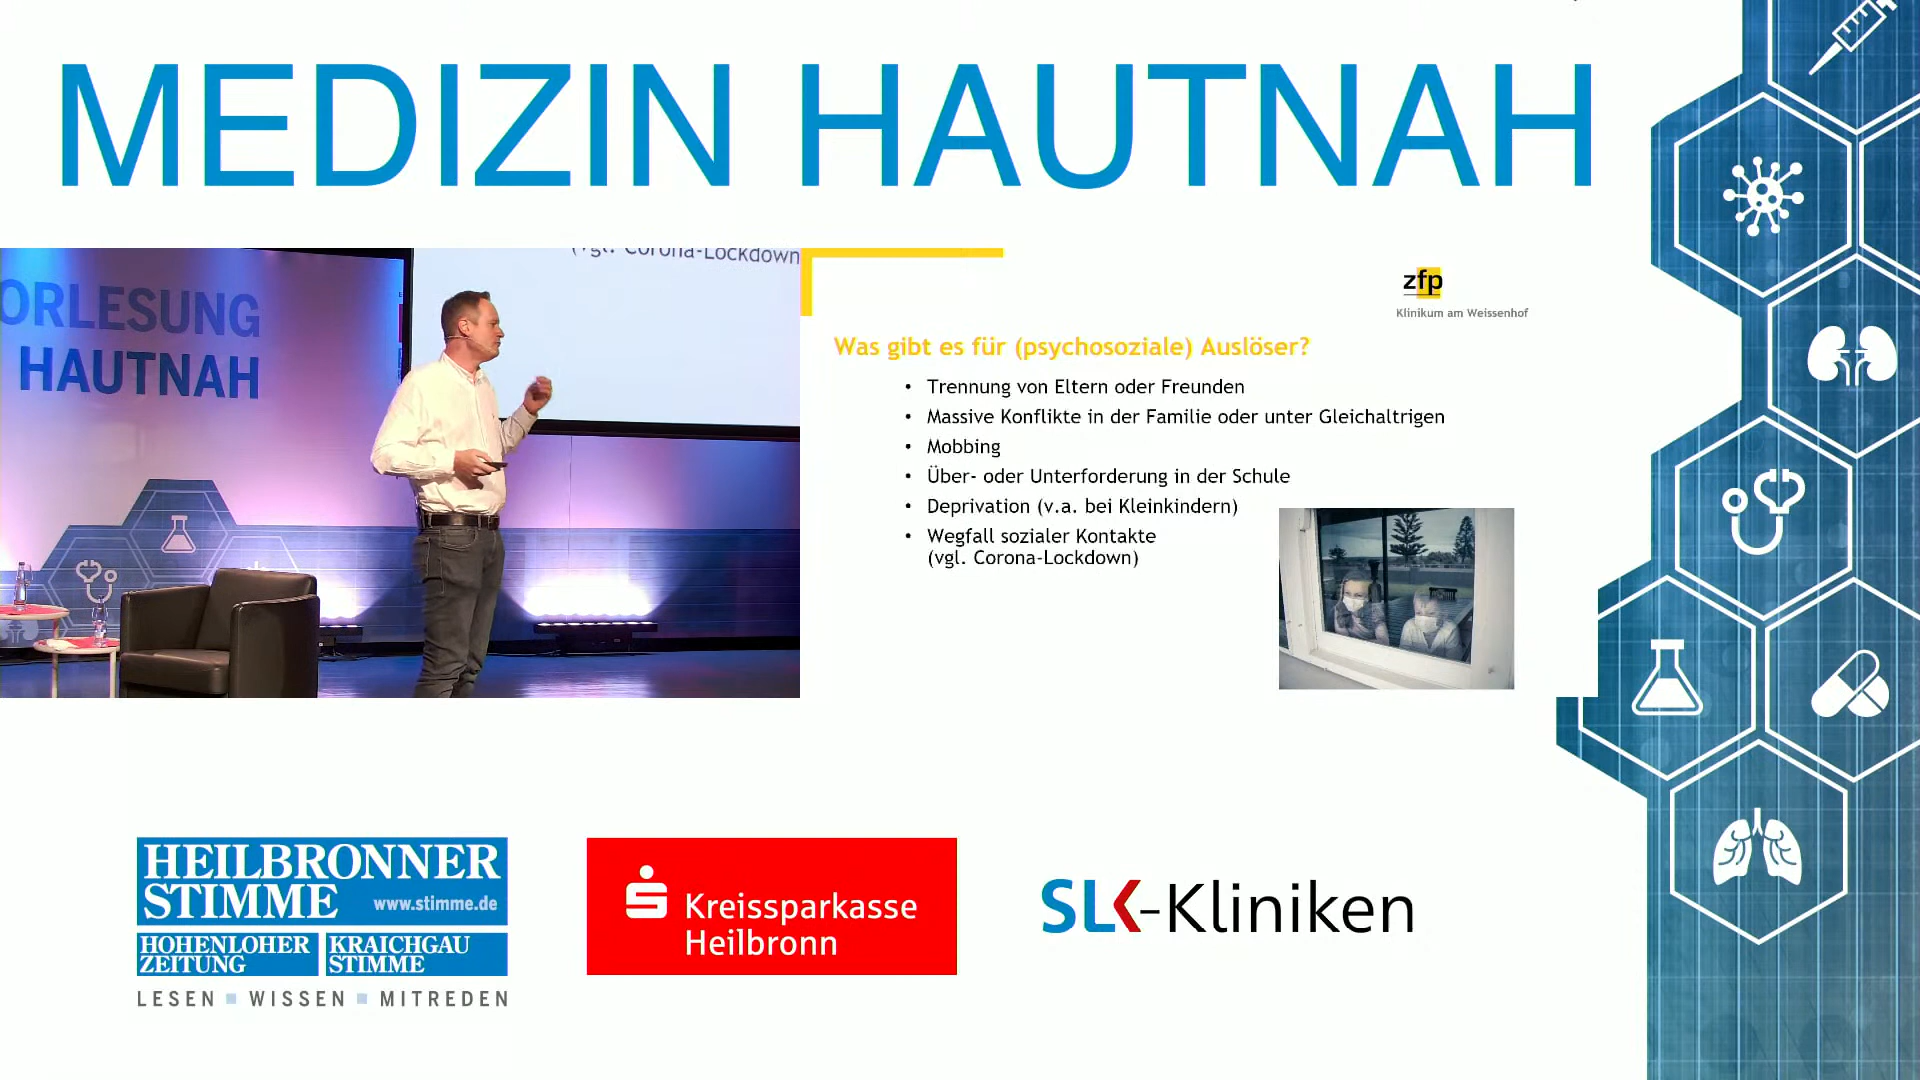 MEDIZIN HAUTNAH
ORLESUNG
HAUTNAH
(vgl. Corona-Lockdown
zfp
Klinikum am Weissenhof
Was gibt es für (psychosoziale) Auslöser?
• Trennung von Eltern oder Freunden
• Massive Konflikte in der Familie oder unter Gleichaltrigen
• Mobbing
• Über- oder Unterforderung in der Schule
• Deprivation (v.a. bei Kleinkindern)
• Wegfall sozialer Kontakte
(vgl. Corona-Lockdown)
HEILBRONNER
STIMME www.stimme.de
HOHENLOHER
ZEITUNG
KRAICHGAU
STIMME
LESEN WISSEN MITREDEN
Kreissparkasse
Heilbronn
SLK-Kliniken